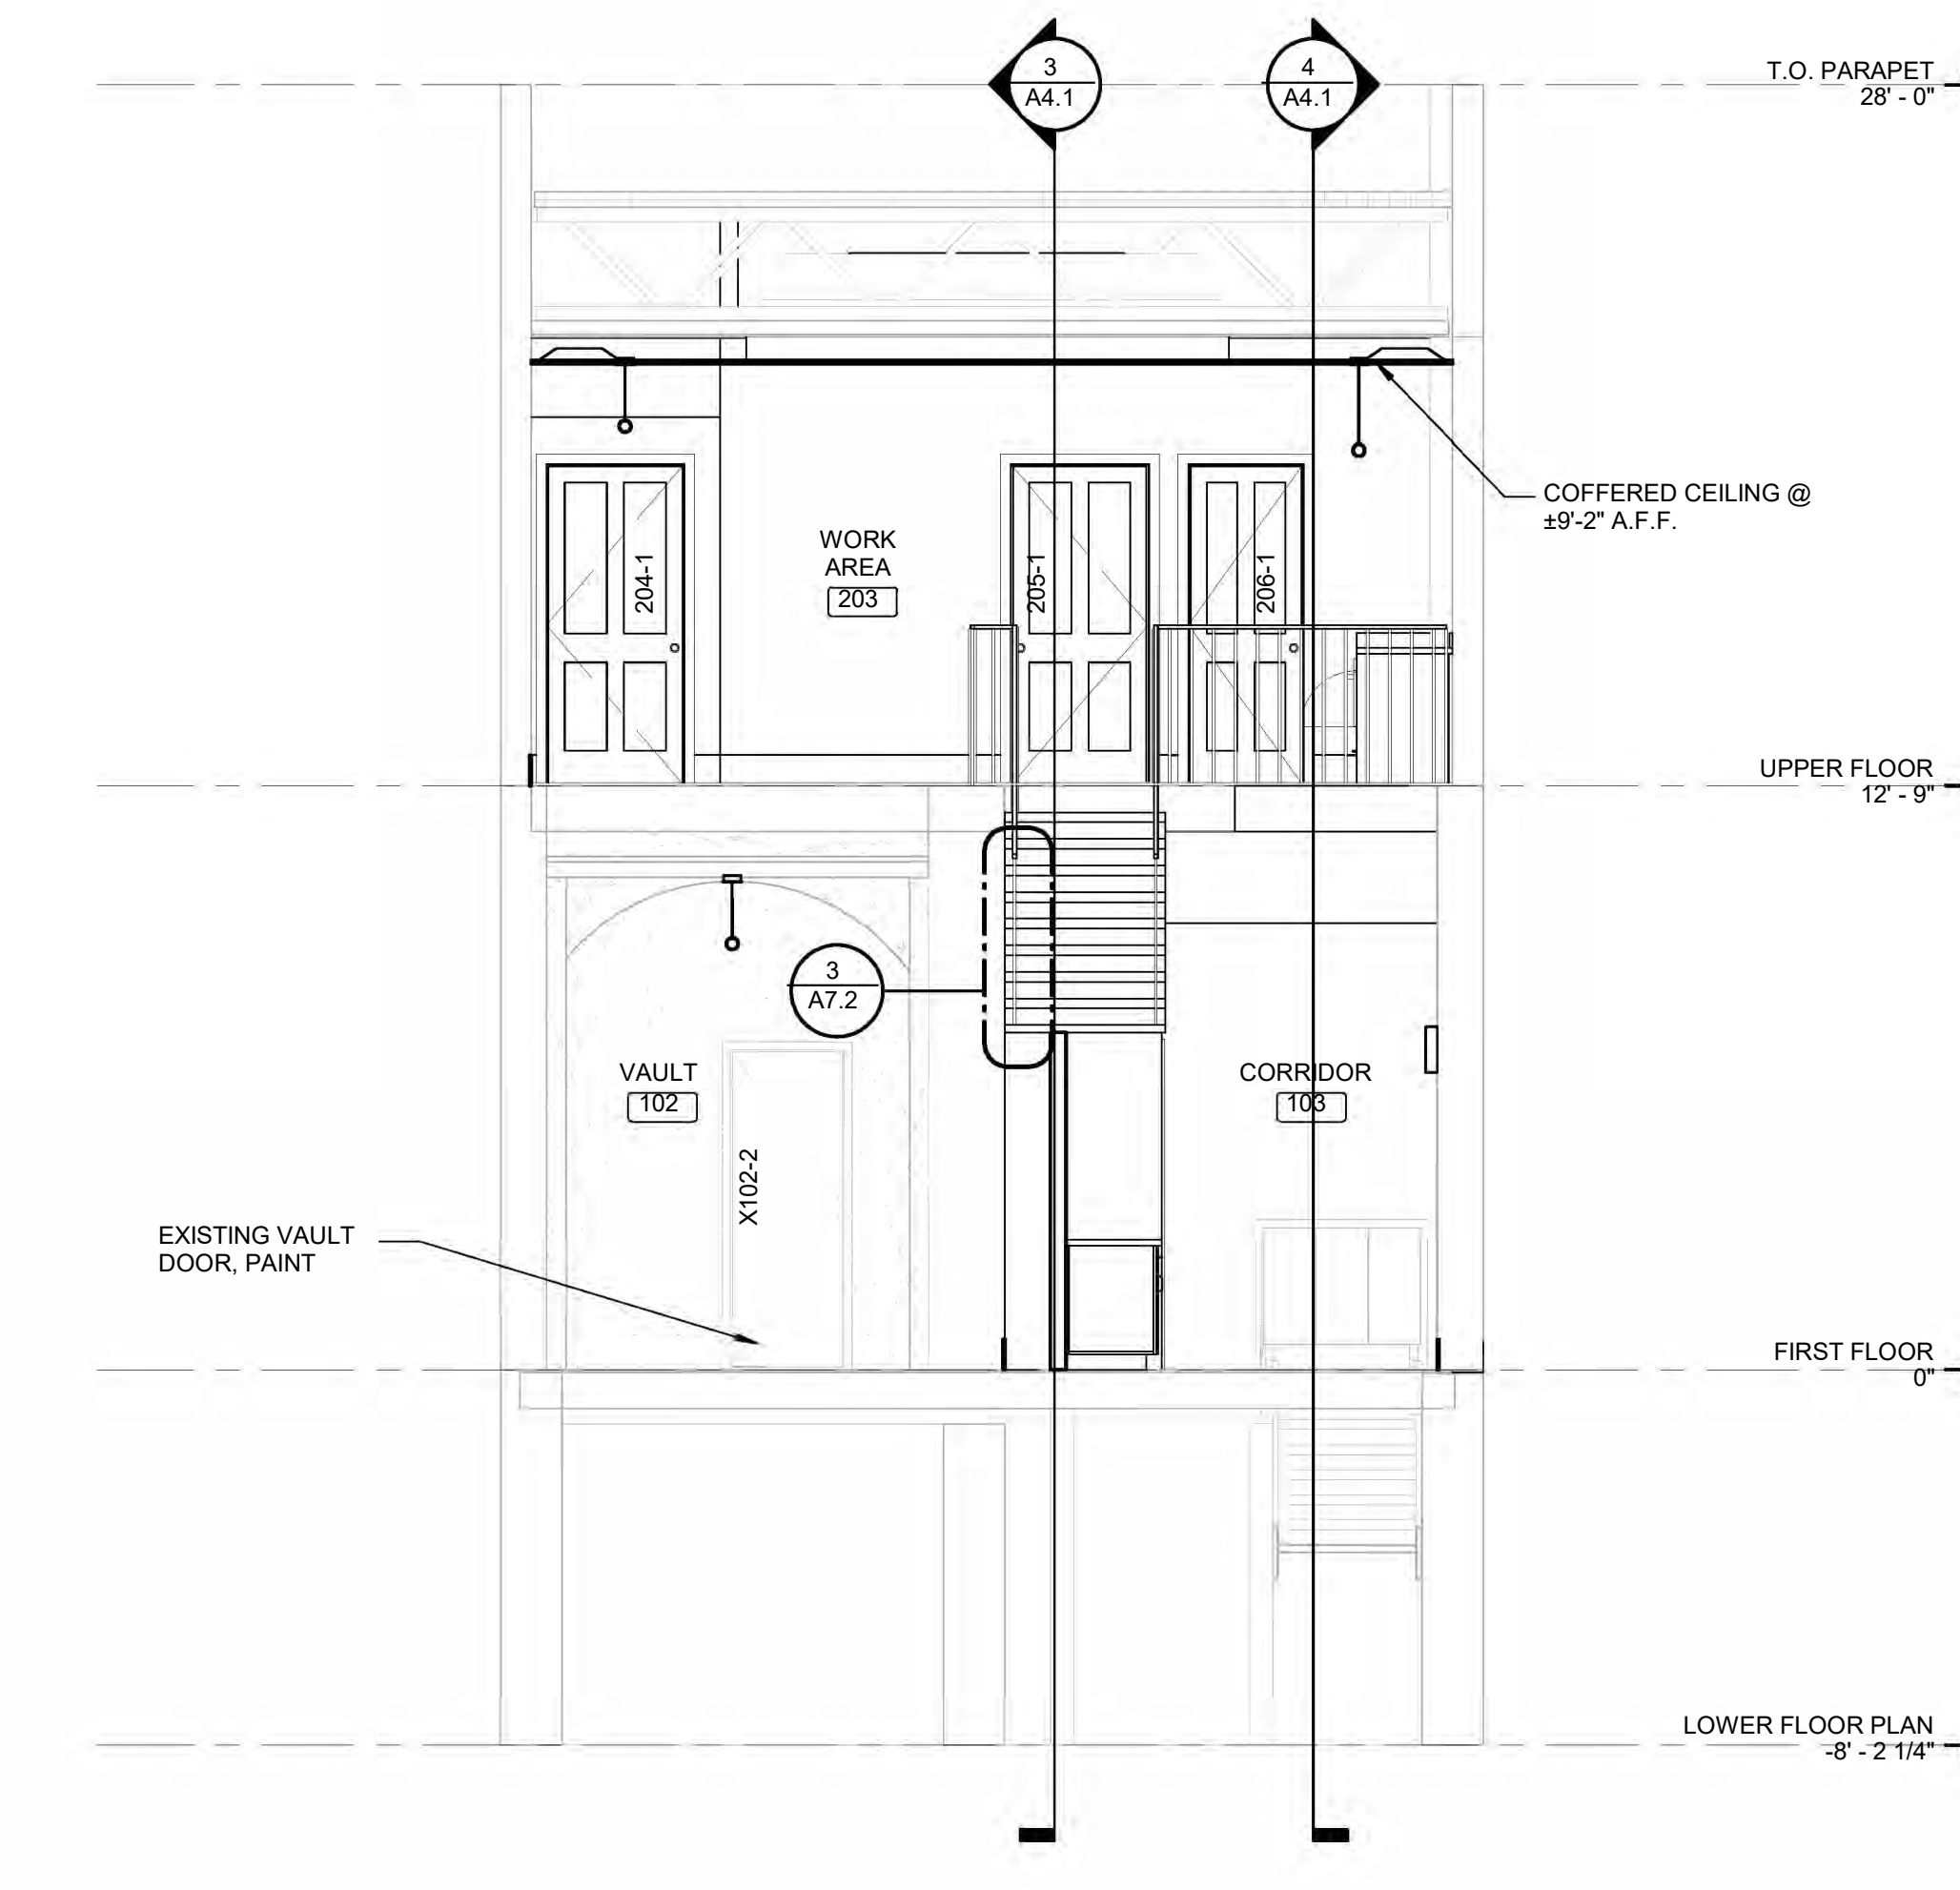 3
A4.1
4
A4.1
T.O. PARAPET
28' - 0"
COFFERED CEILING @
±9'-2" A.F.F.
WORK
AREA
203
204-1
205-1
206-1
UPPER FLOOR
12' - 9"
3
A7.2
VAULT
102
CORRIDOR
103
X102-2
EXISTING VAULT
DOOR, PAINT
FIRST FLOOR
0"
LOWER FLOOR PLAN
-8' - 2 1/4"